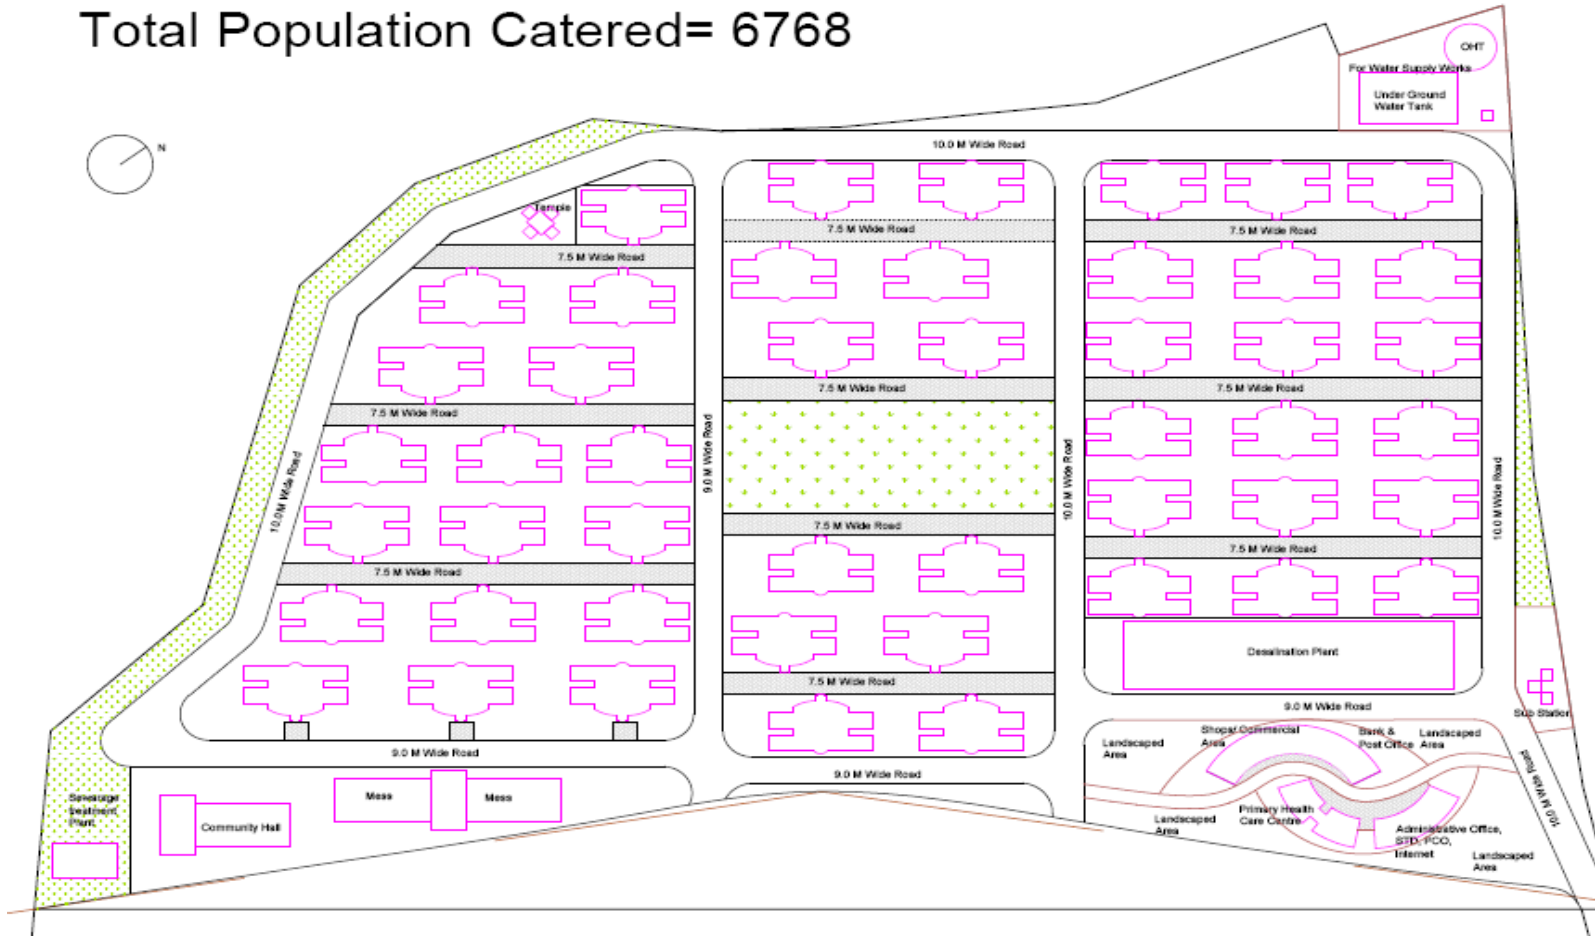 Total Population Catered= 6768
OHT
For Water Supply Works
Under Ground
Water Tank
N
10.0 M Wide Road
Temple
7.5 M Wide Road
7.5 M Wide Road
7.5 M Wide Road
7.5 M Wide Road
7.5 M Wide Road
7.5 M Wide Road
9.0 M Wide Road
10.0 M Wide Road
10.0M Wide Road
10.0 M Wide Road
7.5 M Wide Road
7.5 M Wide Road
7.5 M Wide Road
Desalination Plant
7.5 M Wide Road
9.0 M Wide Road
Sub Station
Shops/ Commercial
Area
Bank &
Post Office
Landscaped
Area
Landscaped
Area
9.0 M Wide Road
9.0 M Wide Road
10.0 M Wide Road
Sewarage
treatment
Plant
Mess
Mess
Community Hall
Primary Health
Care Centre
Landscaped
Area
Administrative Office,
STD, PCO,
Internet
Landscaped
Area